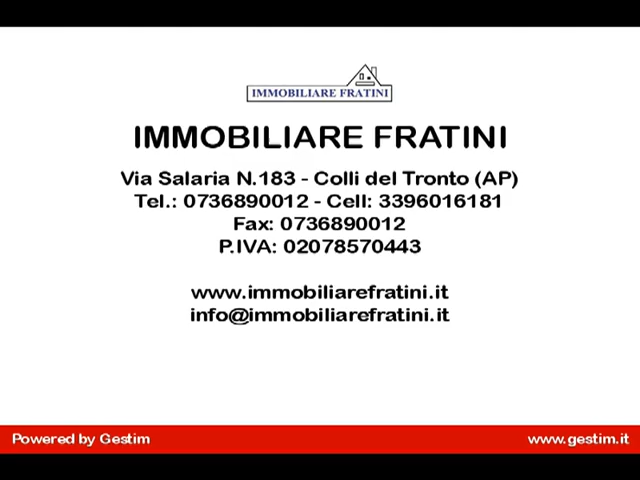 IMMOBILIARE FRATINI
IMMOBILIARE FRATINI
Via Salaria N.183 - Colli del Tronto (AP)
Tel.: 0736890012 - Cell: 3396016181
Fax: 0736890012
P.IVA: 02078570443
www.immobiliarefratini.it
info@immobiliarefratini.it
Powered by Gestim
www.gestim.it